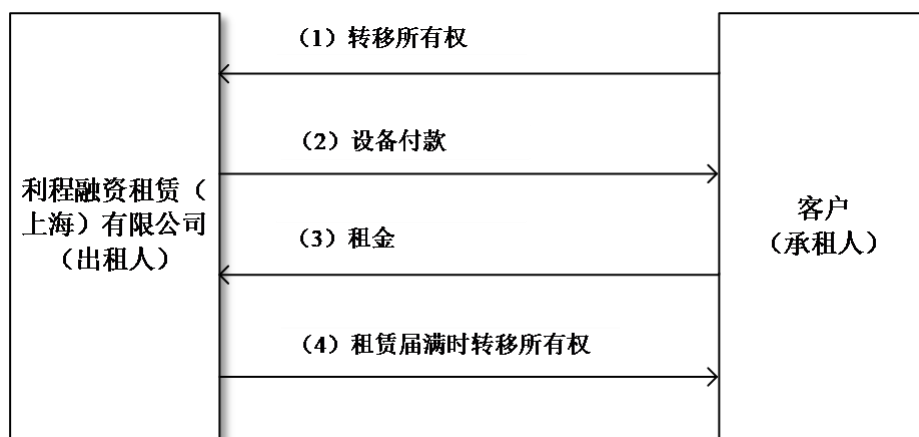 (1)转移所有权
(2)设备付款
利程融资租赁(
上海)有限公司
(出租人)
(3)租金
(4)租赁届满时转移所有权
客户
(承租人)